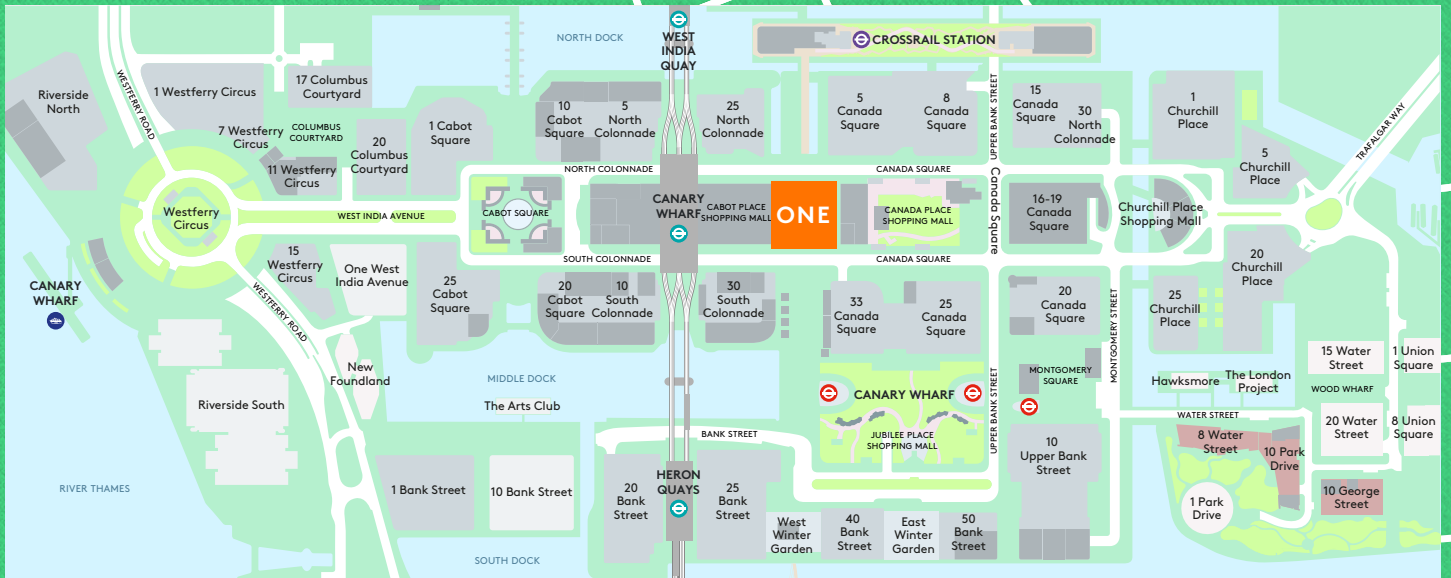 NORTH DOCK
WEST
INDIA
QUAY
CROSSRAIL STATION
Riverside
North
WESTFERRY ROAD
1 Westferry Circus
17 Columbus
Courtyard
7 Westferry
Circus
COLUMBUS
COURTYARD
11 Westferry
Circus
20
Columbus
Courtyard
1 Cabot
Square
10
Cabot
Square
5
North
Colonnade
25
North
Colonnade
5
Canada
Square
8
Canada
Square
UPPER BANK STREET
15
Canada
Square
30
North
Colonnade
1
Churchill
Place
5
Churchill
Place
TRAFALGAR WAY
NORTH COLONNADE
CANADA SQUARE
Westferry
Circus
WEST INDIA AVENUE
CABOT SQUARE
CANARY
WHARF
CABOT PLACE
SHOPPING MALL
ONE
CANADA PLACE
SHOPPING MALL
Canada Square
16-19
Canada
Square
Churchill Place
Shopping Mall
SOUTH COLONNADE
CANADA SQUARE
CANARY
WHARF
15
Westferry
Circus
One West
India Avenue
WESTFERRY ROAD
25
Cabot
Square
20
Cabot
Square
10
South
Colonnade
30
South
Colonnade
33
Canada
Square
25
Canada
Square
20
Canada
Square
MONTGOMERY STREET
25
Churchill
Place
20
Churchill
Place
New
Foundland
MIDDLE DOCK
The Arts Club
Riverside South
CANARY WHARF
JUBILEE PLACE
SHOPPING MALL
UPPER BANK STREET
MONTGOMERY
SQUARE
Hawksmore
The London
Project
15 Water
Street
1 Union
Square
WOOD WHARF
WATER STREET
20 Water
Street
8 Union
Square
8 Water
Street
10 Park
Drive
10 George
Street
1 Park
Drive
BANK STREET
RIVER THAMES
1 Bank Street
10 Bank Street
HERON
QUAYS
20
Bank
Street
25
Bank
Street
West
Winter
Garden
40
Bank
Street
East
Winter
Garden
50
Bank
Street
10
Upper Bank
Street
SOUTH DOCK